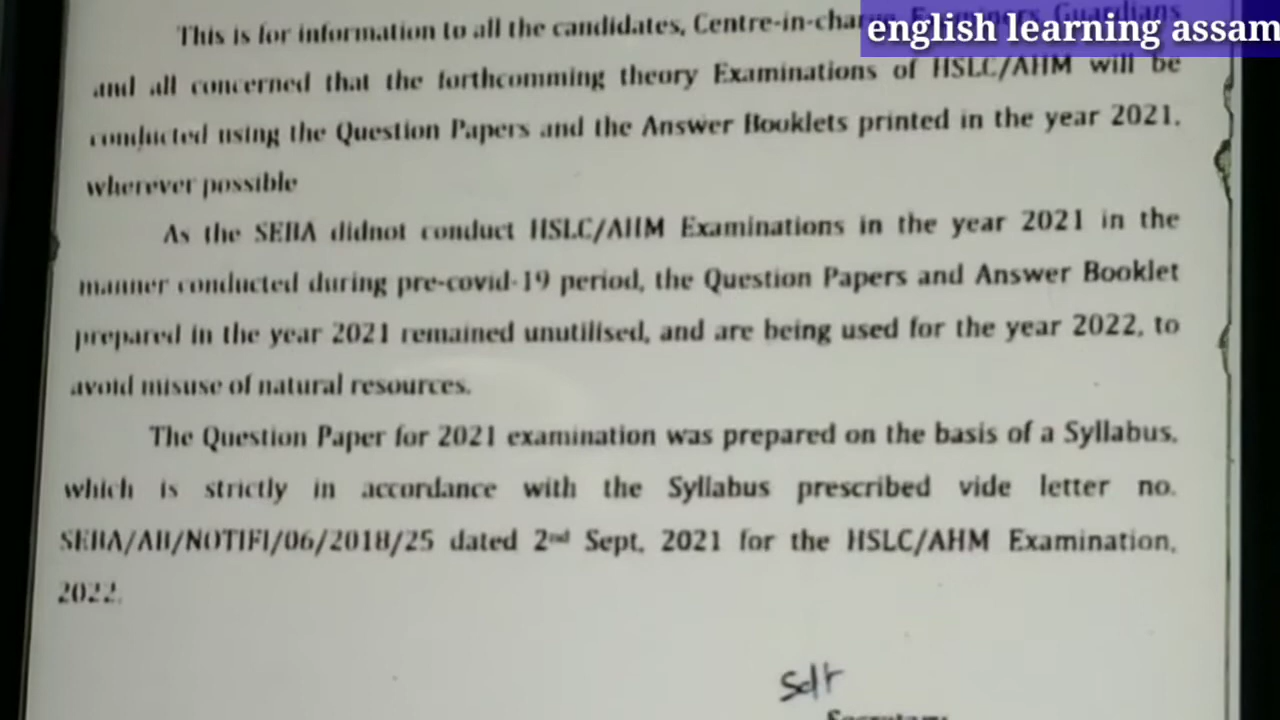 english learning assam
This is for information to all the candidates, Centre-in-charge, Examiners, Guardians
and all concerned that the forthcomming theory Examinations of HSLC/AHM will be
conducted using the Question Papers and the Answer Booklets printed in the year 2021,
wherever possible
As the SEBA didnot conduct HSLC/AHM Examinations in the year 2021 in the
manner conducted during pre-covid-19 period, the Question Papers and Answer Booklet
prepared in the year 2021 remained unutilised, and are being used for the year 2022, to
avoid misuse of natural resources.
The Question Paper for 2021 examination was prepared on the basis of a Syllabus,
which is strictly in accordance with the Syllabus prescribed vide letter no.
SEBA/AB/NOTIFI/06/2018/25 dated 2nd Sept, 2021 for the HSLC/AHM Examination,
2022.
Sd/-
Secretary